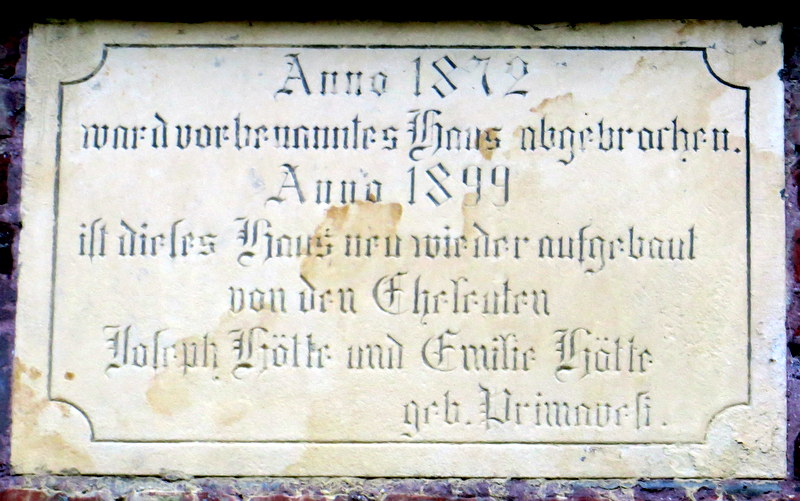 Anno 1872
ward vorbenanntes Haus abgebrochen.
Anno 1899
ist dieses Haus neu wieder aufgebaut
von den Eheleuten
Joseph Hötte und Emilie Hötte
geb. Primavesi.